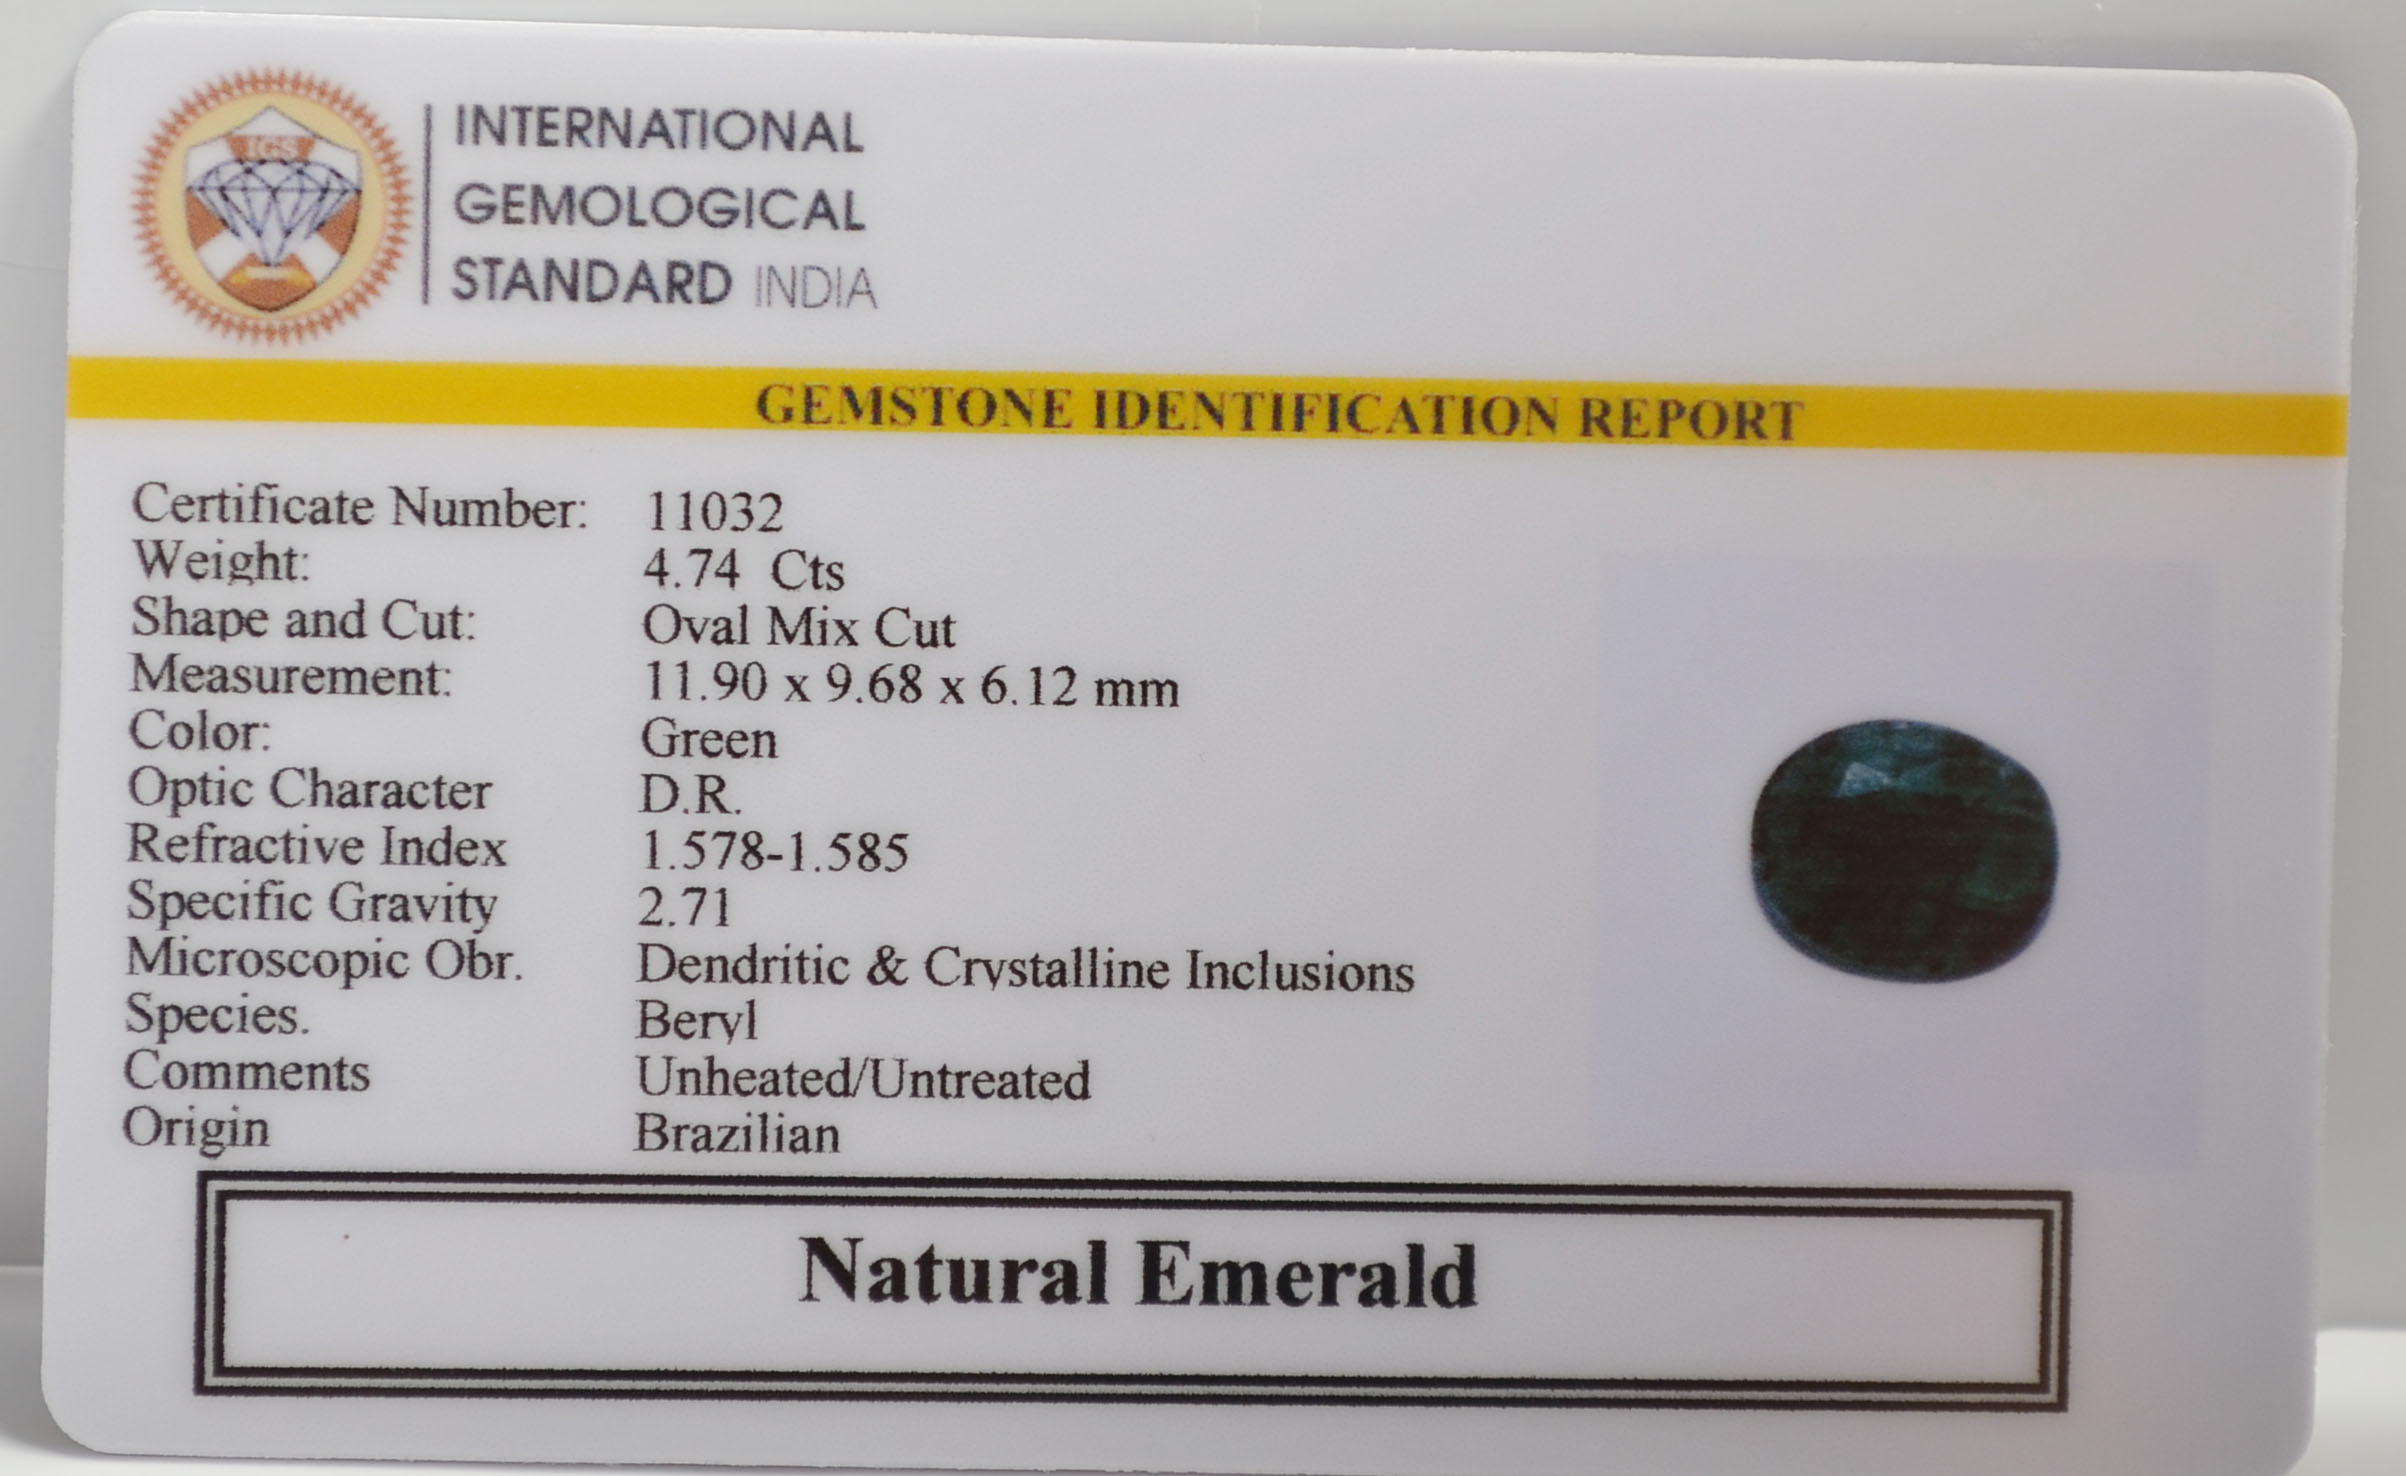 IGS
INTERNATIONAL
GEMOLOGICAL
STANDARD INDIA
GEMSTONE IDENTIFICATION REPORT
Certificate Number: 11032
Weight: 4.74 Cts
Shape and Cut: Oval Mix Cut
Measurement: 11.90 x 9.68 x 6.12 mm
Color: Green
Optic Character D.R.
Refractive Index 1.578-1.585
Specific Gravity 2.71
Microscopic Obr. Dendritic & Crystalline Inclusions
Species. Beryl
Comments Unheated/Untreated
Origin Brazilian
Natural Emerald